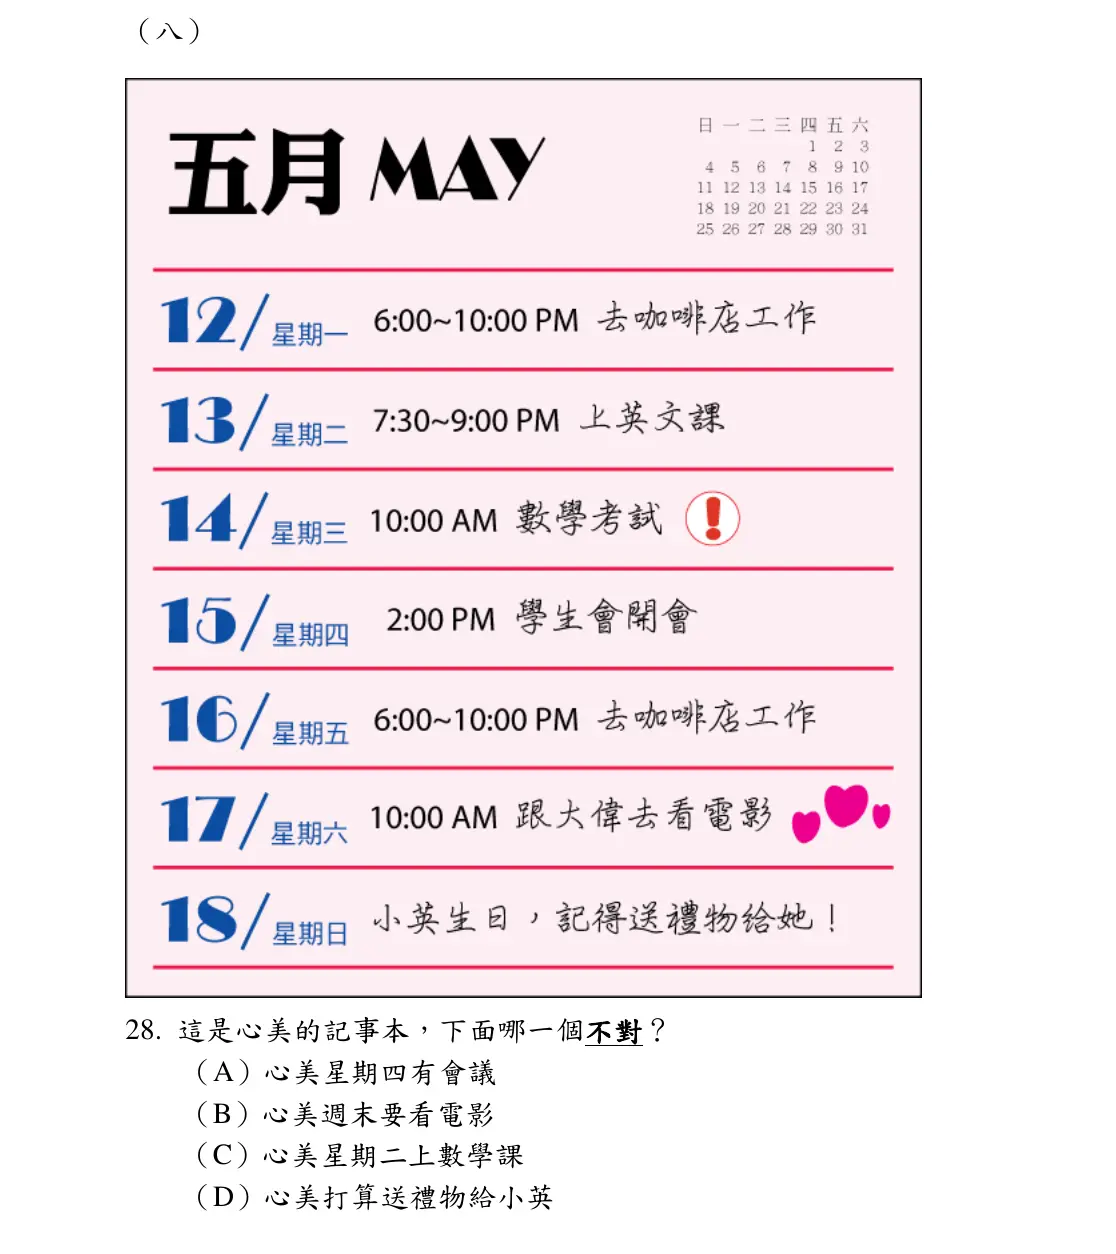 （八）
五月 MAY
日 一 二 三 四 五 六
1 2 3
4 5 6 7 8 9 10
11 12 13 14 15 16 17
18 19 20 21 22 23 24
25 26 27 28 29 30 31
12/星期一 6:00~10:00 PM 去咖啡店工作
13/星期二 7:30~9:00 PM 上英文課
14/星期三 10:00 AM 數學考試 !
15/星期四 2:00 PM 學生會開會
16/星期五 6:00~10:00 PM 去咖啡店工作
17/星期六 10:00 AM 跟大偉去看電影
18/星期日 小英生日，記得送禮物給她！
28. 這是心美的記事本，下面哪一個不對？
（A）心美星期四有會議
（B）心美週末要看電影
（C）心美星期二上數學課
（D）心美打算送禮物給小英